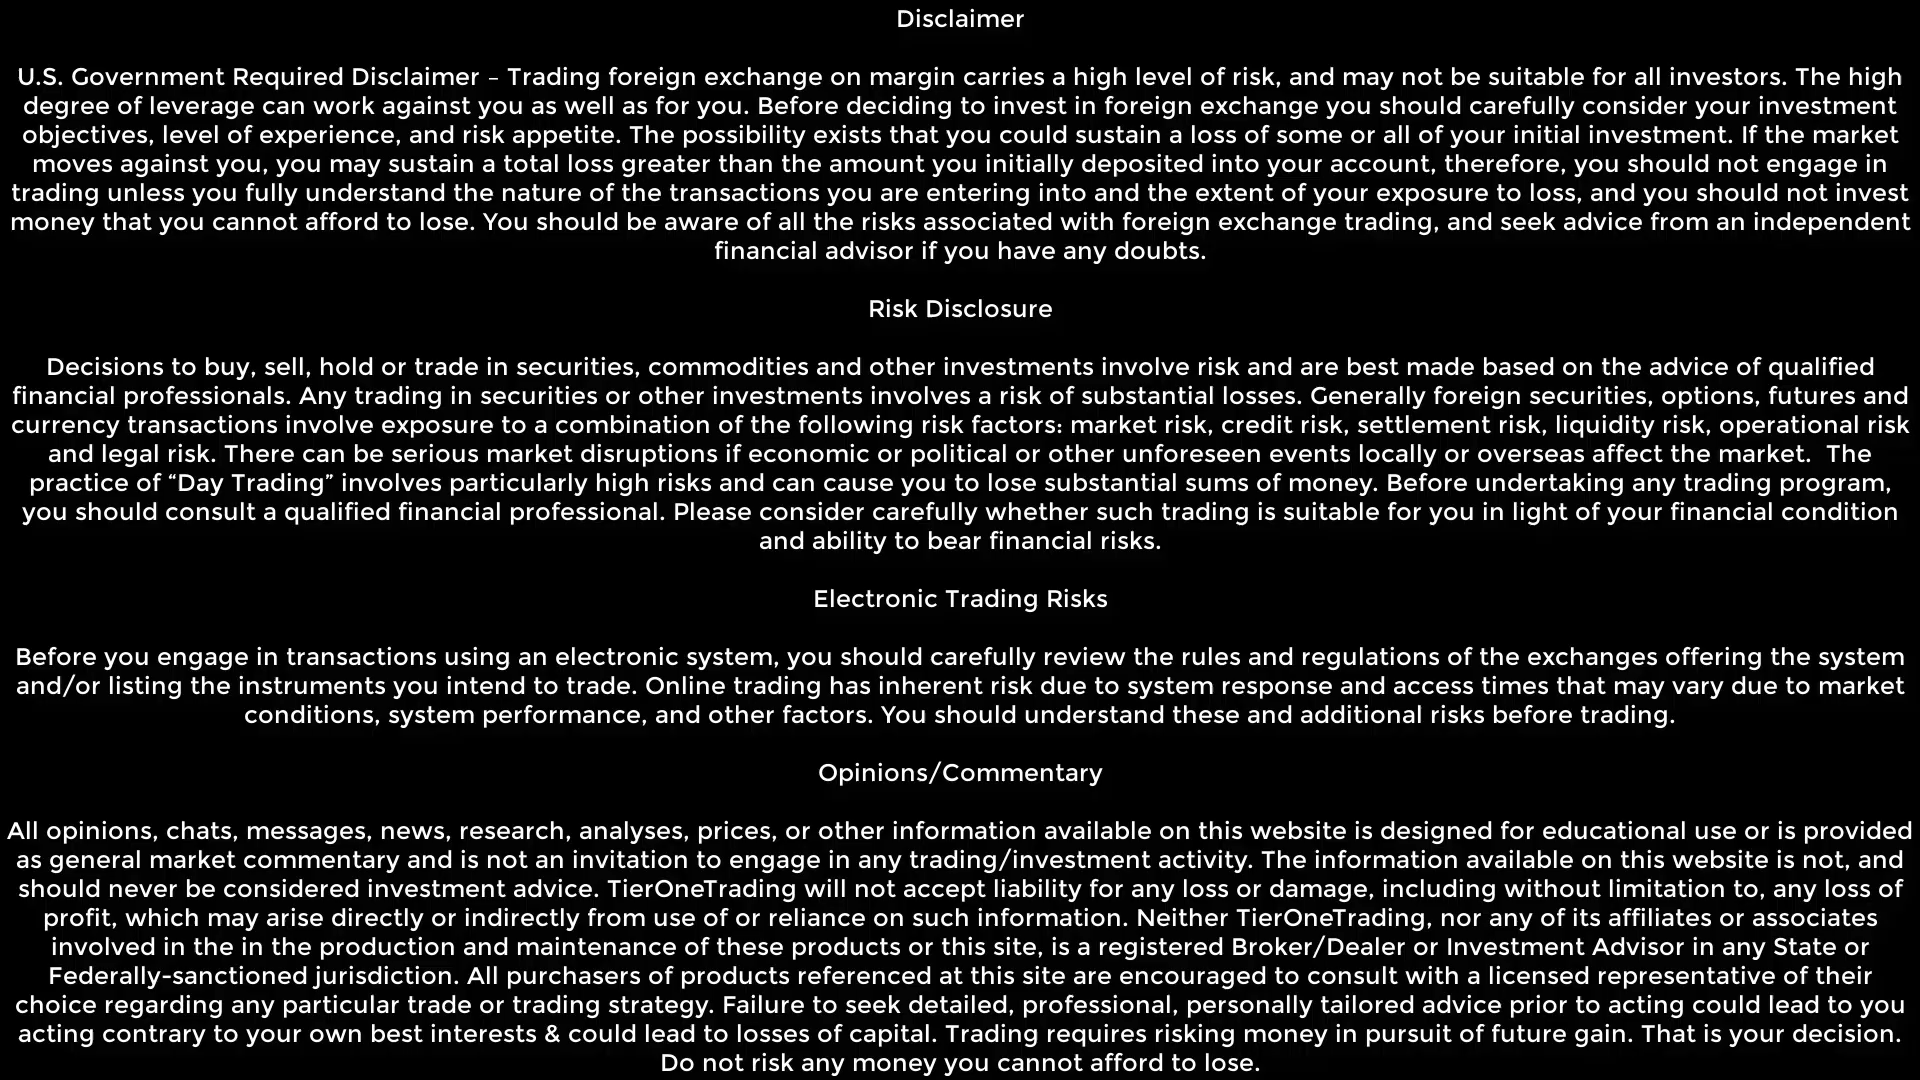 Disclaimer
U.S. Government Required Disclaimer – Trading foreign exchange on margin carries a high level of risk, and may not be suitable for all investors. The high
degree of leverage can work against you as well as for you. Before deciding to invest in foreign exchange you should carefully consider your investment
objectives, level of experience, and risk appetite. The possibility exists that you could sustain a loss of some or all of your initial investment. If the market
moves against you, you may sustain a total loss greater than the amount you initially deposited into your account, therefore, you should not engage in
trading unless you fully understand the nature of the transactions you are entering into and the extent of your exposure to loss, and you should not invest
money that you cannot afford to lose. You should be aware of all the risks associated with foreign exchange trading, and seek advice from an independent
financial advisor if you have any doubts.
Risk Disclosure
Decisions to buy, sell, hold or trade in securities, commodities and other investments involve risk and are best made based on the advice of qualified
financial professionals. Any trading in securities or other investments involves a risk of substantial losses. Generally foreign securities, options, futures and
currency transactions involve exposure to a combination of the following risk factors: market risk, credit risk, settlement risk, liquidity risk, operational risk
and legal risk. There can be serious market disruptions if economic or political or other unforeseen events locally or overseas affect the market.  The
practice of “Day Trading” involves particularly high risks and can cause you to lose substantial sums of money. Before undertaking any trading program,
you should consult a qualified financial professional. Please consider carefully whether such trading is suitable for you in light of your financial condition
and ability to bear financial risks.
Electronic Trading Risks
Before you engage in transactions using an electronic system, you should carefully review the rules and regulations of the exchanges offering the system
and/or listing the instruments you intend to trade. Online trading has inherent risk due to system response and access times that may vary due to market
conditions, system performance, and other factors. You should understand these and additional risks before trading.
Opinions/Commentary
All opinions, chats, messages, news, research, analyses, prices, or other information available on this website is designed for educational use or is provided
as general market commentary and is not an invitation to engage in any trading/investment activity. The information available on this website is not, and
should never be considered investment advice. TierOneTrading will not accept liability for any loss or damage, including without limitation to, any loss of
profit, which may arise directly or indirectly from use of or reliance on such information. Neither TierOneTrading, nor any of its affiliates or associates
involved in the in the production and maintenance of these products or this site, is a registered Broker/Dealer or Investment Advisor in any State or
Federally-sanctioned jurisdiction. All purchasers of products referenced at this site are encouraged to consult with a licensed representative of their
choice regarding any particular trade or trading strategy. Failure to seek detailed, professional, personally tailored advice prior to acting could lead to you
acting contrary to your own best interests & could lead to losses of capital. Trading requires risking money in pursuit of future gain. That is your decision.
Do not risk any money you cannot afford to lose.